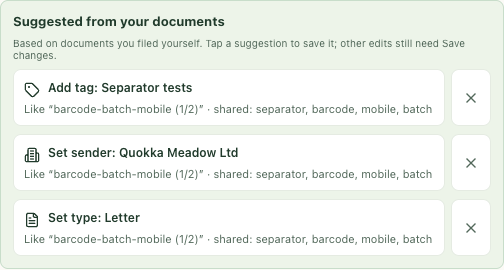 Suggested from your documents
Based on documents you filed yourself. Tap a suggestion to save it; other edits still need Save
changes.
Add tag: Separator tests
Like “barcode-batch-mobile (1/2)” · shared: separator, barcode, mobile, batch
Set sender: Quokka Meadow Ltd
Like “barcode-batch-mobile (1/2)” · shared: separator, barcode, mobile, batch
Set type: Letter
Like “barcode-batch-mobile (1/2)” · shared: separator, barcode, mobile, batch